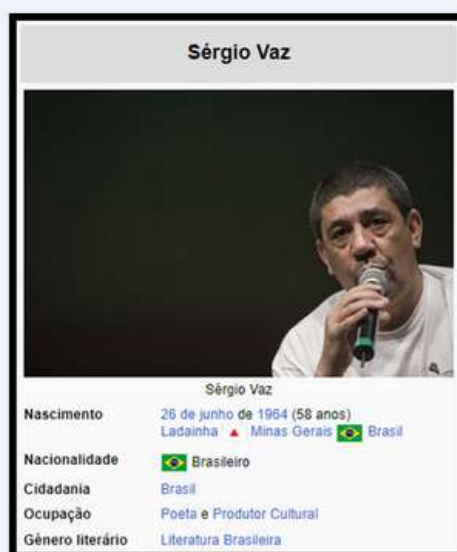 Sérgio Vaz
Sérgio Vaz
Nascimento 26 de junho de 1964 (58 anos)
Ladainha Minas Gerais Brasil
Nacionalidade Brasileiro
Cidadania Brasil
Ocupação Poeta e Produtor Cultural
Gênero literário Literatura Brasileira